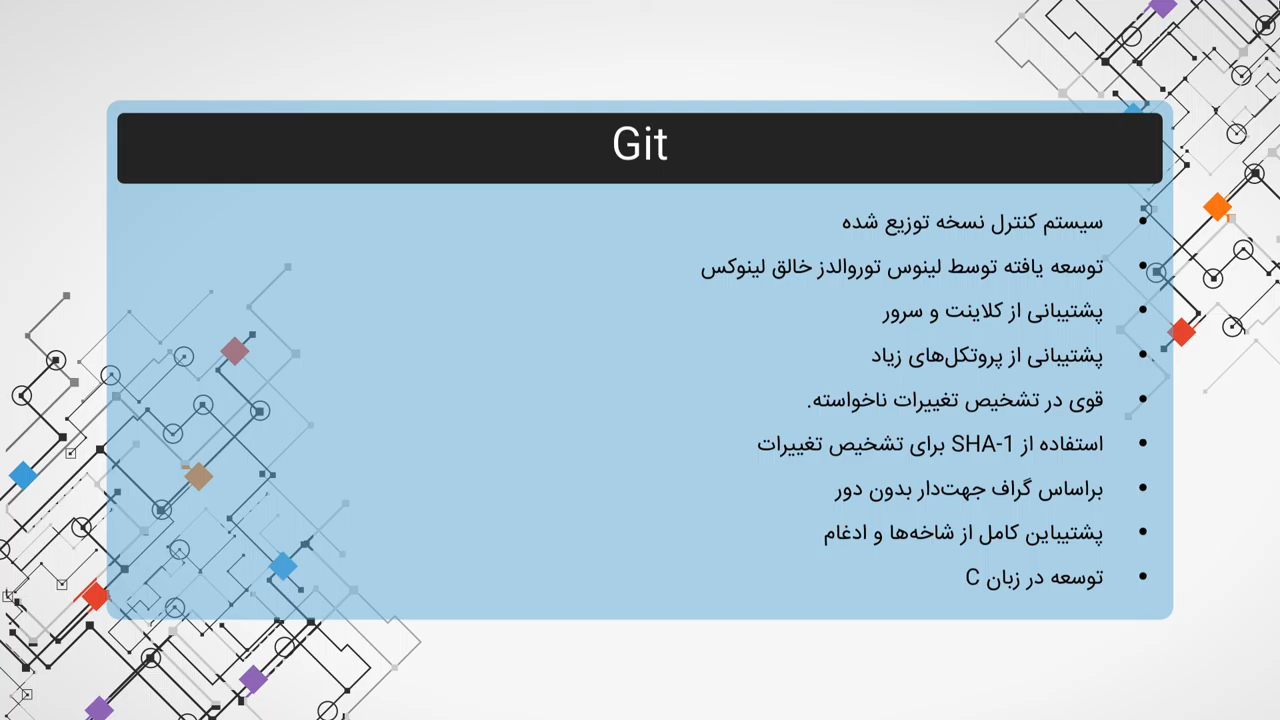 Git
سیستم کنترل نسخه توزیع شده
توسعه یافته توسط لینوس توروالدز خالق لینوکس
پشتیبانی از کلاینت و سرور
پشتیبانی از پروتکل‌های زیاد
قوی در تشخیص تغییرات ناخواسته.
استفاده از SHA-1 برای تشخیص تغییرات
براساس گراف جهت‌دار بدون دور
پشتیباین کامل از شاخه‌ها و ادغام
توسعه در زبان C